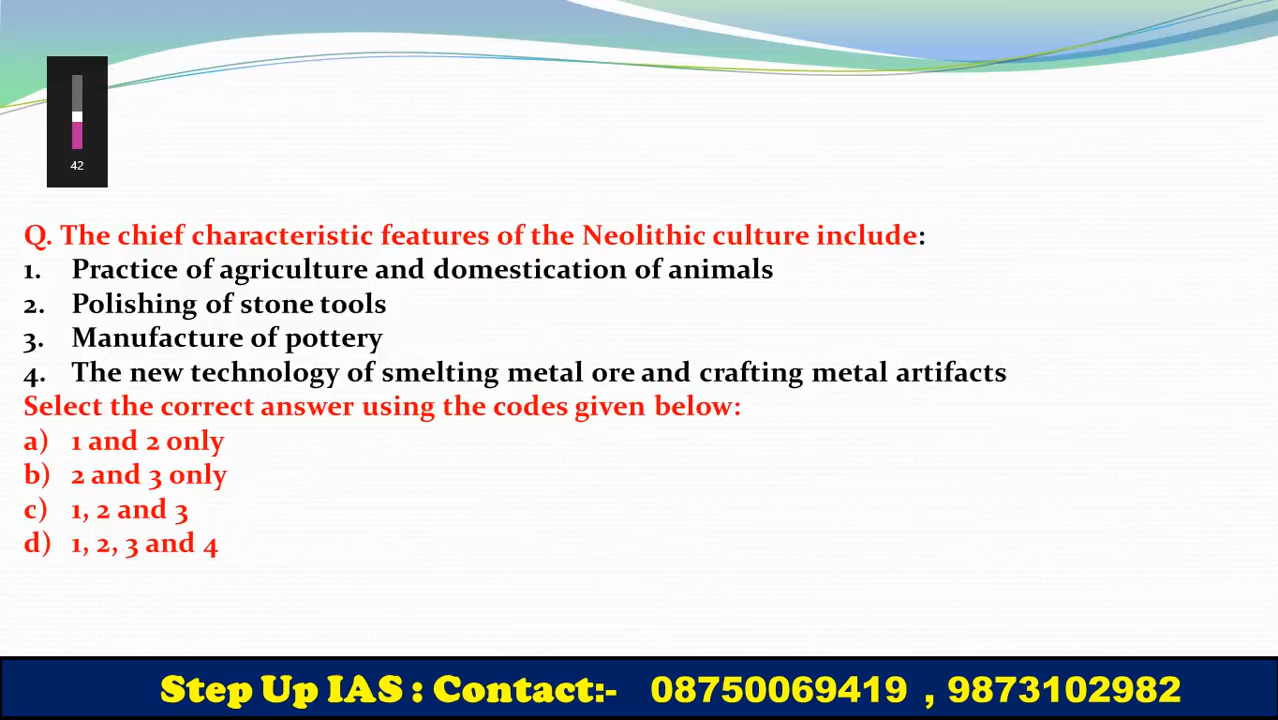 42
Q. The chief characteristic features of the Neolithic culture include:
1. Practice of agriculture and domestication of animals
2. Polishing of stone tools
3. Manufacture of pottery
4. The new technology of smelting metal ore and crafting metal artifacts
Select the correct answer using the codes given below:
a) 1 and 2 only
b) 2 and 3 only
c) 1, 2 and 3
d) 1, 2, 3 and 4
Step Up IAS : Contact:- 08750069419 , 9873102982